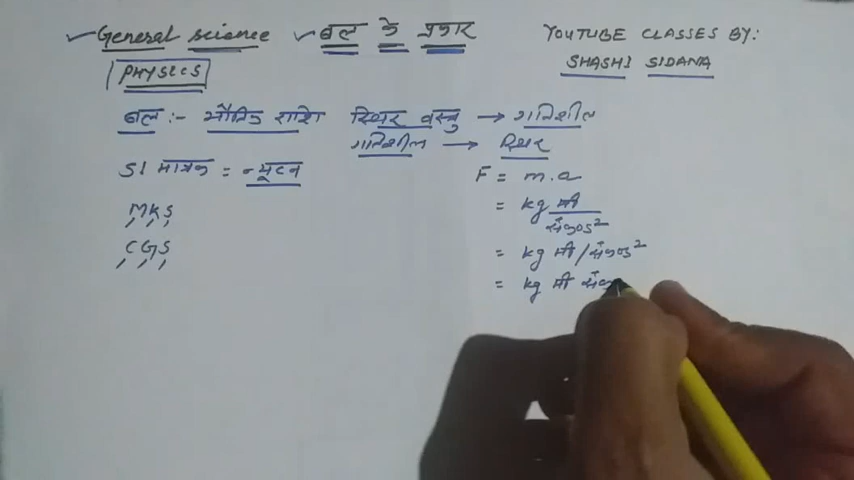 General science बल के प्रकार YOUTUBE CLASSES BY:
PHYSICS SHASHI SIDANA
बल :- भौतिक राशि स्थिर वस्तु → गतिशील
गतिशील → स्थिर
SI मात्रक = न्यूटन F = m.a
MKS = kg मी/सेकण्ड²
CGS = kg मी/सेकण्ड²
= kg मी